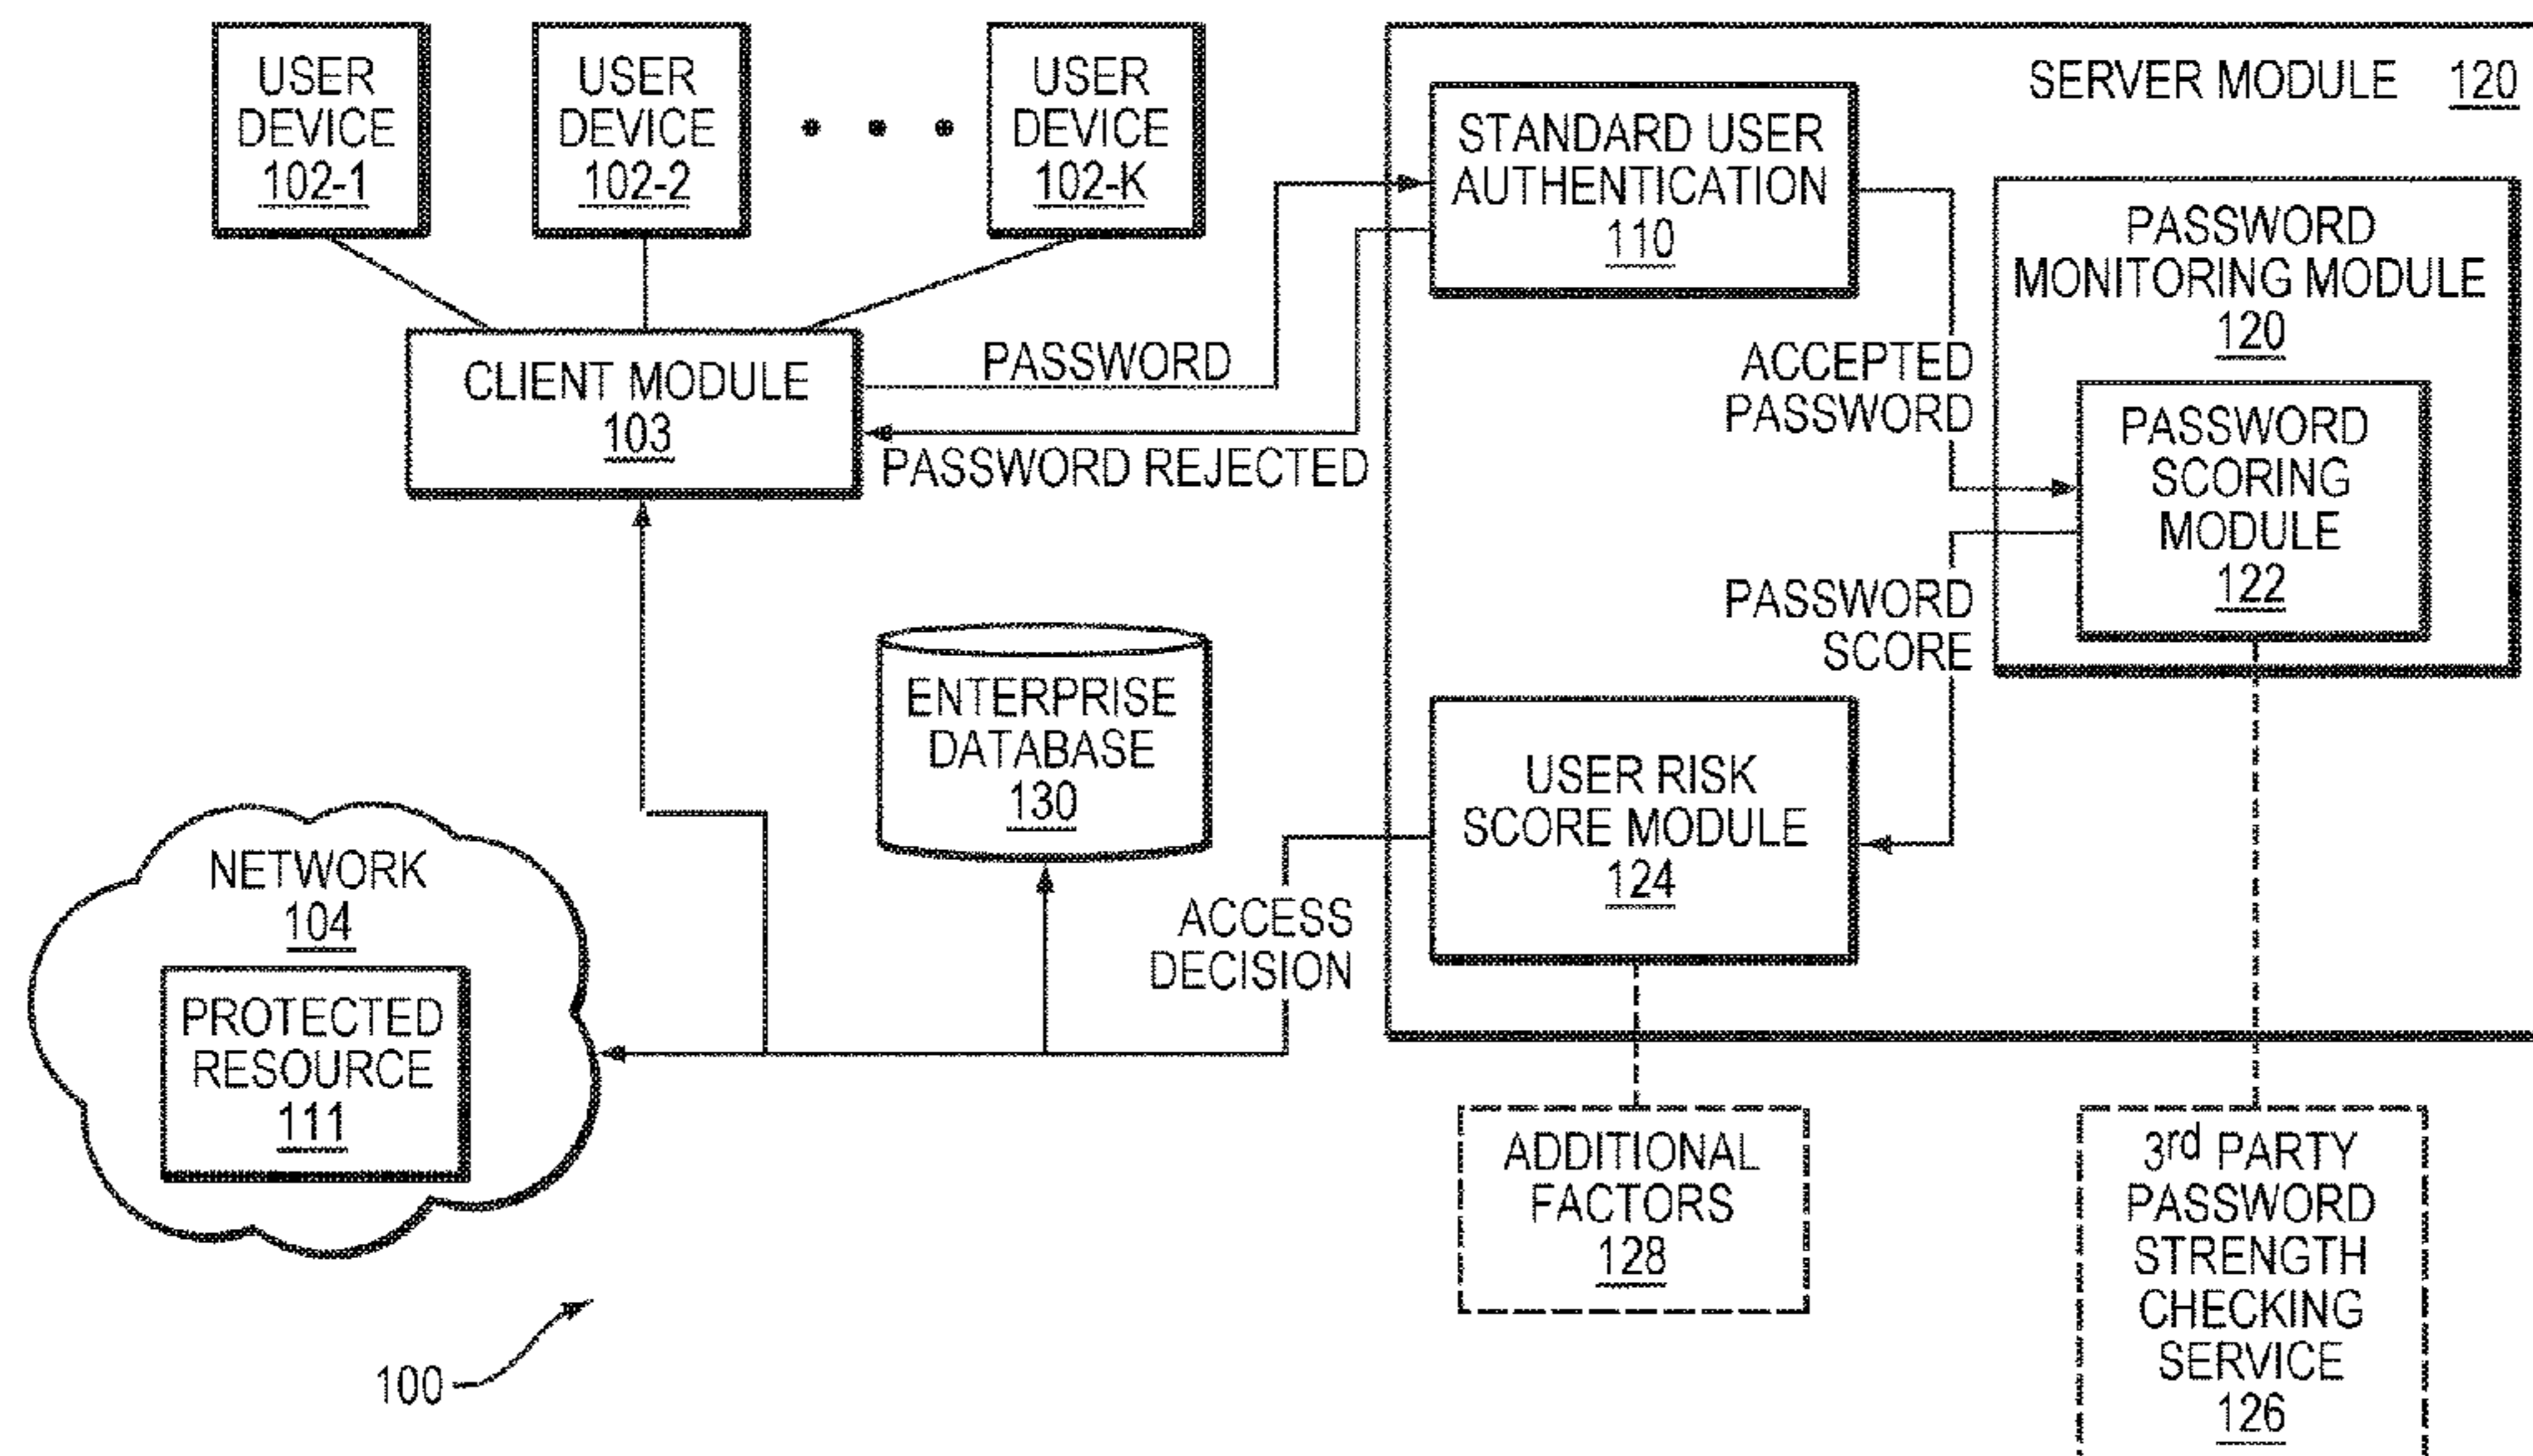 USER
DEVICE
102-1
USER
DEVICE
102-2
USER
DEVICE
102-K
SERVER MODULE 120
STANDARD USER
AUTHENTICATION
110
PASSWORD
MONITORING MODULE
120
CLIENT MODULE
103
PASSWORD
PASSWORD REJECTED
ACCEPTED
PASSWORD
PASSWORD
SCORING
MODULE
122
PASSWORD
SCORE
ENTERPRISE
DATABASE
130
USER RISK
SCORE MODULE
124
NETWORK
104
PROTECTED
RESOURCE
111
ACCESS
DECISION
ADDITIONAL
FACTORS
128
3rd PARTY
PASSWORD
STRENGTH
CHECKING
SERVICE
126
100